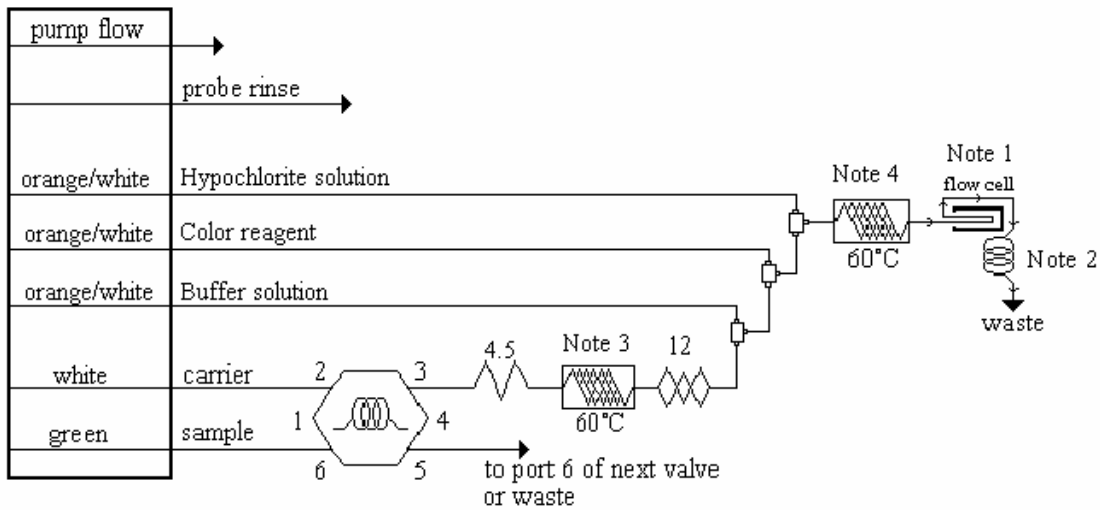 pump flow
probe rinse
orange/white Hypochlorite solution
orange/white Color reagent
orange/white Buffer solution
white carrier
green sample
2
3
1
4
6
5
4.5
Note 3
60°C
12
to port 6 of next valve
or waste
Note 4
60°C
Note 1
flow cell
Note 2
waste